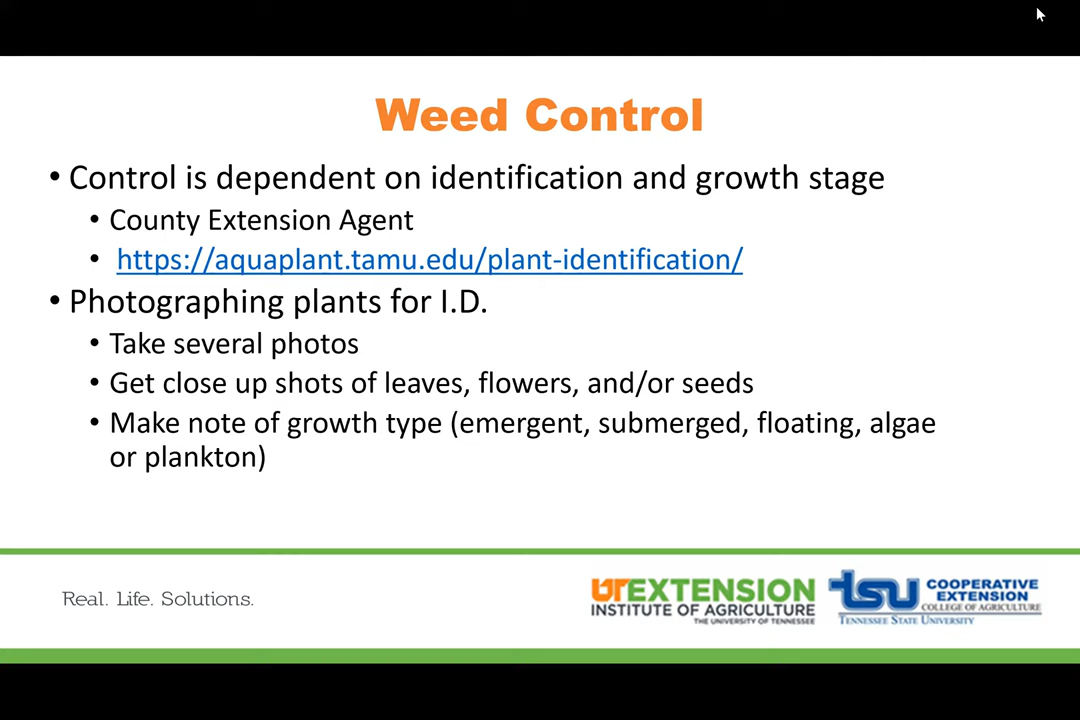 Weed Control
• Control is dependent on identification and growth stage
• County Extension Agent
• https://aquaplant.tamu.edu/plant-identification/
• Photographing plants for I.D.
• Take several photos
• Get close up shots of leaves, flowers, and/or seeds
• Make note of growth type (emergent, submerged, floating, algae
or plankton)
Real. Life. Solutions.
UT EXTENSION
INSTITUTE OF AGRICULTURE
THE UNIVERSITY OF TENNESSEE
tsu COOPERATIVE
EXTENSION
COLLEGE OF AGRICULTURE
TENNESSEE STATE UNIVERSITY